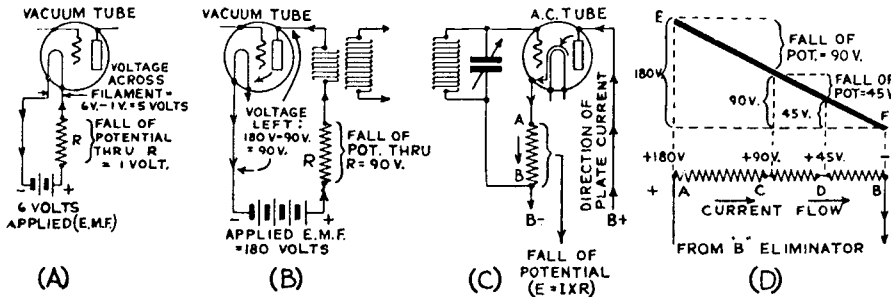 VACUUM TUBE
VOLTAGE
ACROSS
FILAMENT =
6V.-1V.=5 VOLTS
R
FALL OF
POTENTIAL
THRU R
= 1 VOLT.
- +
6 VOLTS
APPLIED (E.M.F.)
(A)
VACUUM TUBE
VOLTAGE
LEFT:
180V-90V.
= 90V.
R
FALL OF
POT. THRU
R=90 V.
- +
APPLIED E.M.F.
=180 VOLTS
(B)
A.C. TUBE
A
B
B-
DIRECTION OF
PLATE CURRENT
B+
FALL OF
POTENTIAL
(E=IXR)
(C)
E
FALL OF
POT.=90 V.
180V.
FALL OF
POT=45V.
90V.
45V.
F
+180V +90V. +45V. -
+ A C D B
CURRENT FLOW
FROM "B" ELIMINATOR
(D)